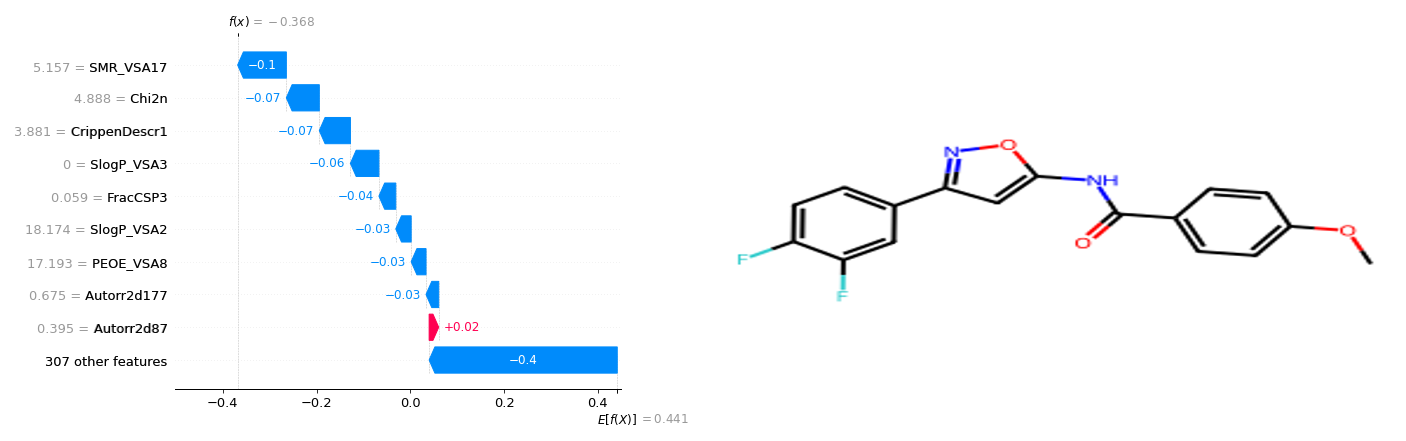 f(x) = −0.368
5.157 = SMR_VSA17
−0.1
4.888 = Chi2n
−0.07
3.881 = CrippenDescr1
−0.07
0 = SlogP_VSA3
−0.06
0.059 = FracCSP3
−0.04
18.174 = SlogP_VSA2
−0.03
17.193 = PEOE_VSA8
−0.03
0.675 = Autorr2d177
−0.03
0.395 = Autorr2d87
+0.02
307 other features
−0.4
−0.4 −0.2 0.0 0.2 0.4
E[f(X)] = 0.441
N O
NH
O
O
F
F